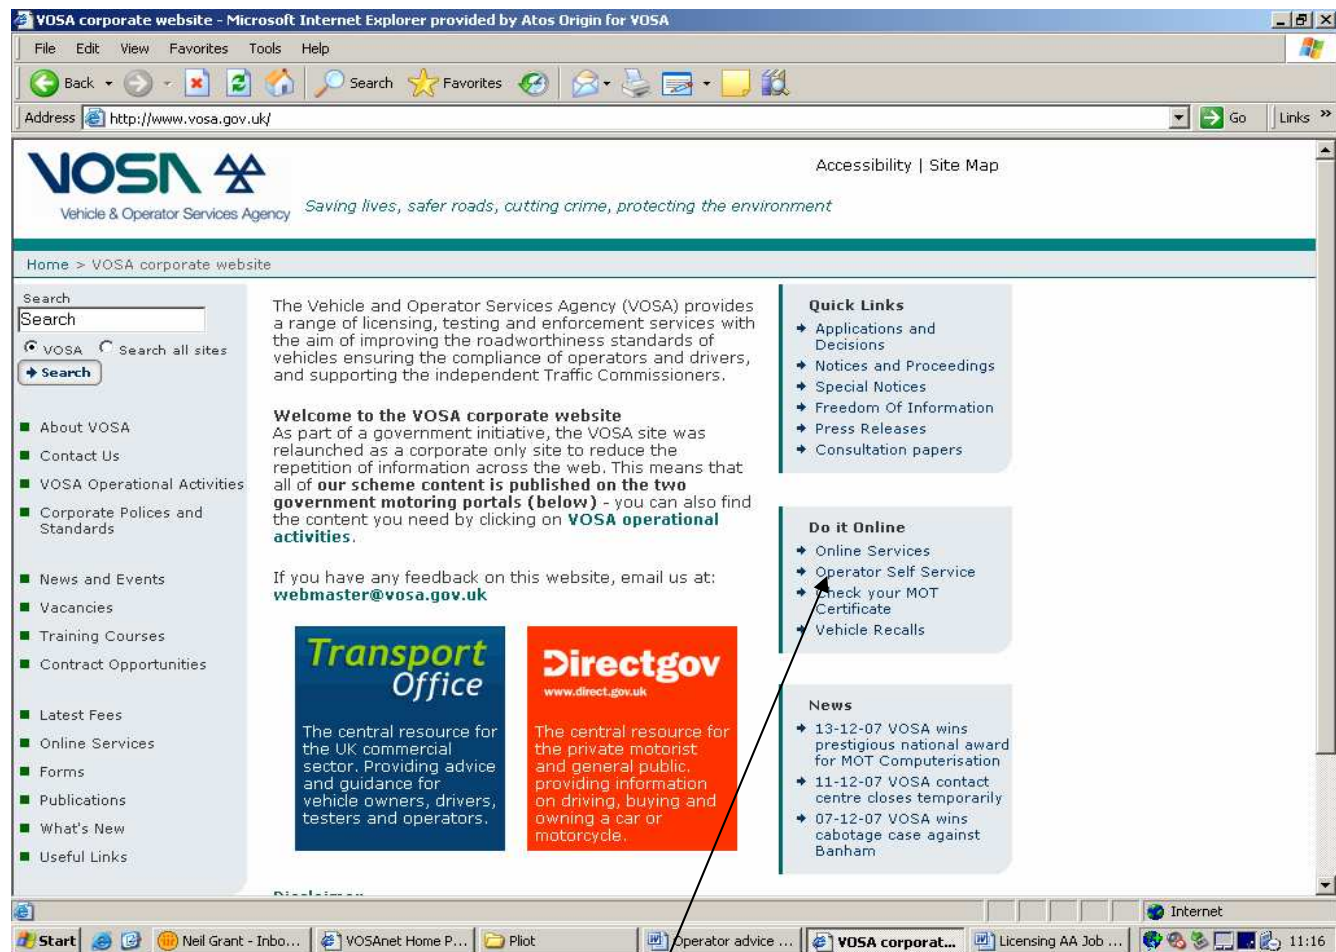 VOSA corporate website - Microsoft Internet Explorer provided by Atos Origin for VOSA
File Edit View Favorites Tools Help
Back Search Favorites
Address http://www.vosa.gov.uk/ Go Links »
VOSA
Vehicle & Operator Services Agency
Saving lives, safer roads, cutting crime, protecting the environment
Accessibility | Site Map
Home > VOSA corporate website
Search
Search
VOSA Search all sites
Search
About VOSA
Contact Us
VOSA Operational Activities
Corporate Polices and
Standards
News and Events
Vacancies
Training Courses
Contract Opportunities
Latest Fees
Online Services
Forms
Publications
What's New
Useful Links
The Vehicle and Operator Services Agency (VOSA) provides
a range of licensing, testing and enforcement services with
the aim of improving the roadworthiness standards of
vehicles ensuring the compliance of operators and drivers,
and supporting the independent Traffic Commissioners.
Welcome to the VOSA corporate website
As part of a government initiative, the VOSA site was
relaunched as a corporate only site to reduce the
repetition of information across the web. This means that
all of our scheme content is published on the two
government motoring portals (below) - you can also find
the content you need by clicking on VOSA operational
activities.
If you have any feedback on this website, email us at:
webmaster@vosa.gov.uk
Transport
Office
The central resource for
the UK commercial
sector. Providing advice
and guidance for
vehicle owners, drivers,
testers and operators.
Directgov
www.direct.gov.uk
The central resource for
the private motorist
and general public,
providing information
on driving, buying and
owning a car or
motorcycle.
Quick Links
Applications and
Decisions
Notices and Proceedings
Special Notices
Freedom Of Information
Press Releases
Consultation papers
Do it Online
Online Services
Operator Self Service
Check your MOT
Certificate
Vehicle Recalls
News
13-12-07 VOSA wins
prestigious national award
for MOT Computerisation
11-12-07 VOSA contact
centre closes temporarily
07-12-07 VOSA wins
cabotage case against
Banham
Internet
Start Neil Grant - Inbo... VOSAnet Home P... Pliot Operator advice ... VOSA corporat... Licensing AA Job ... 11:16